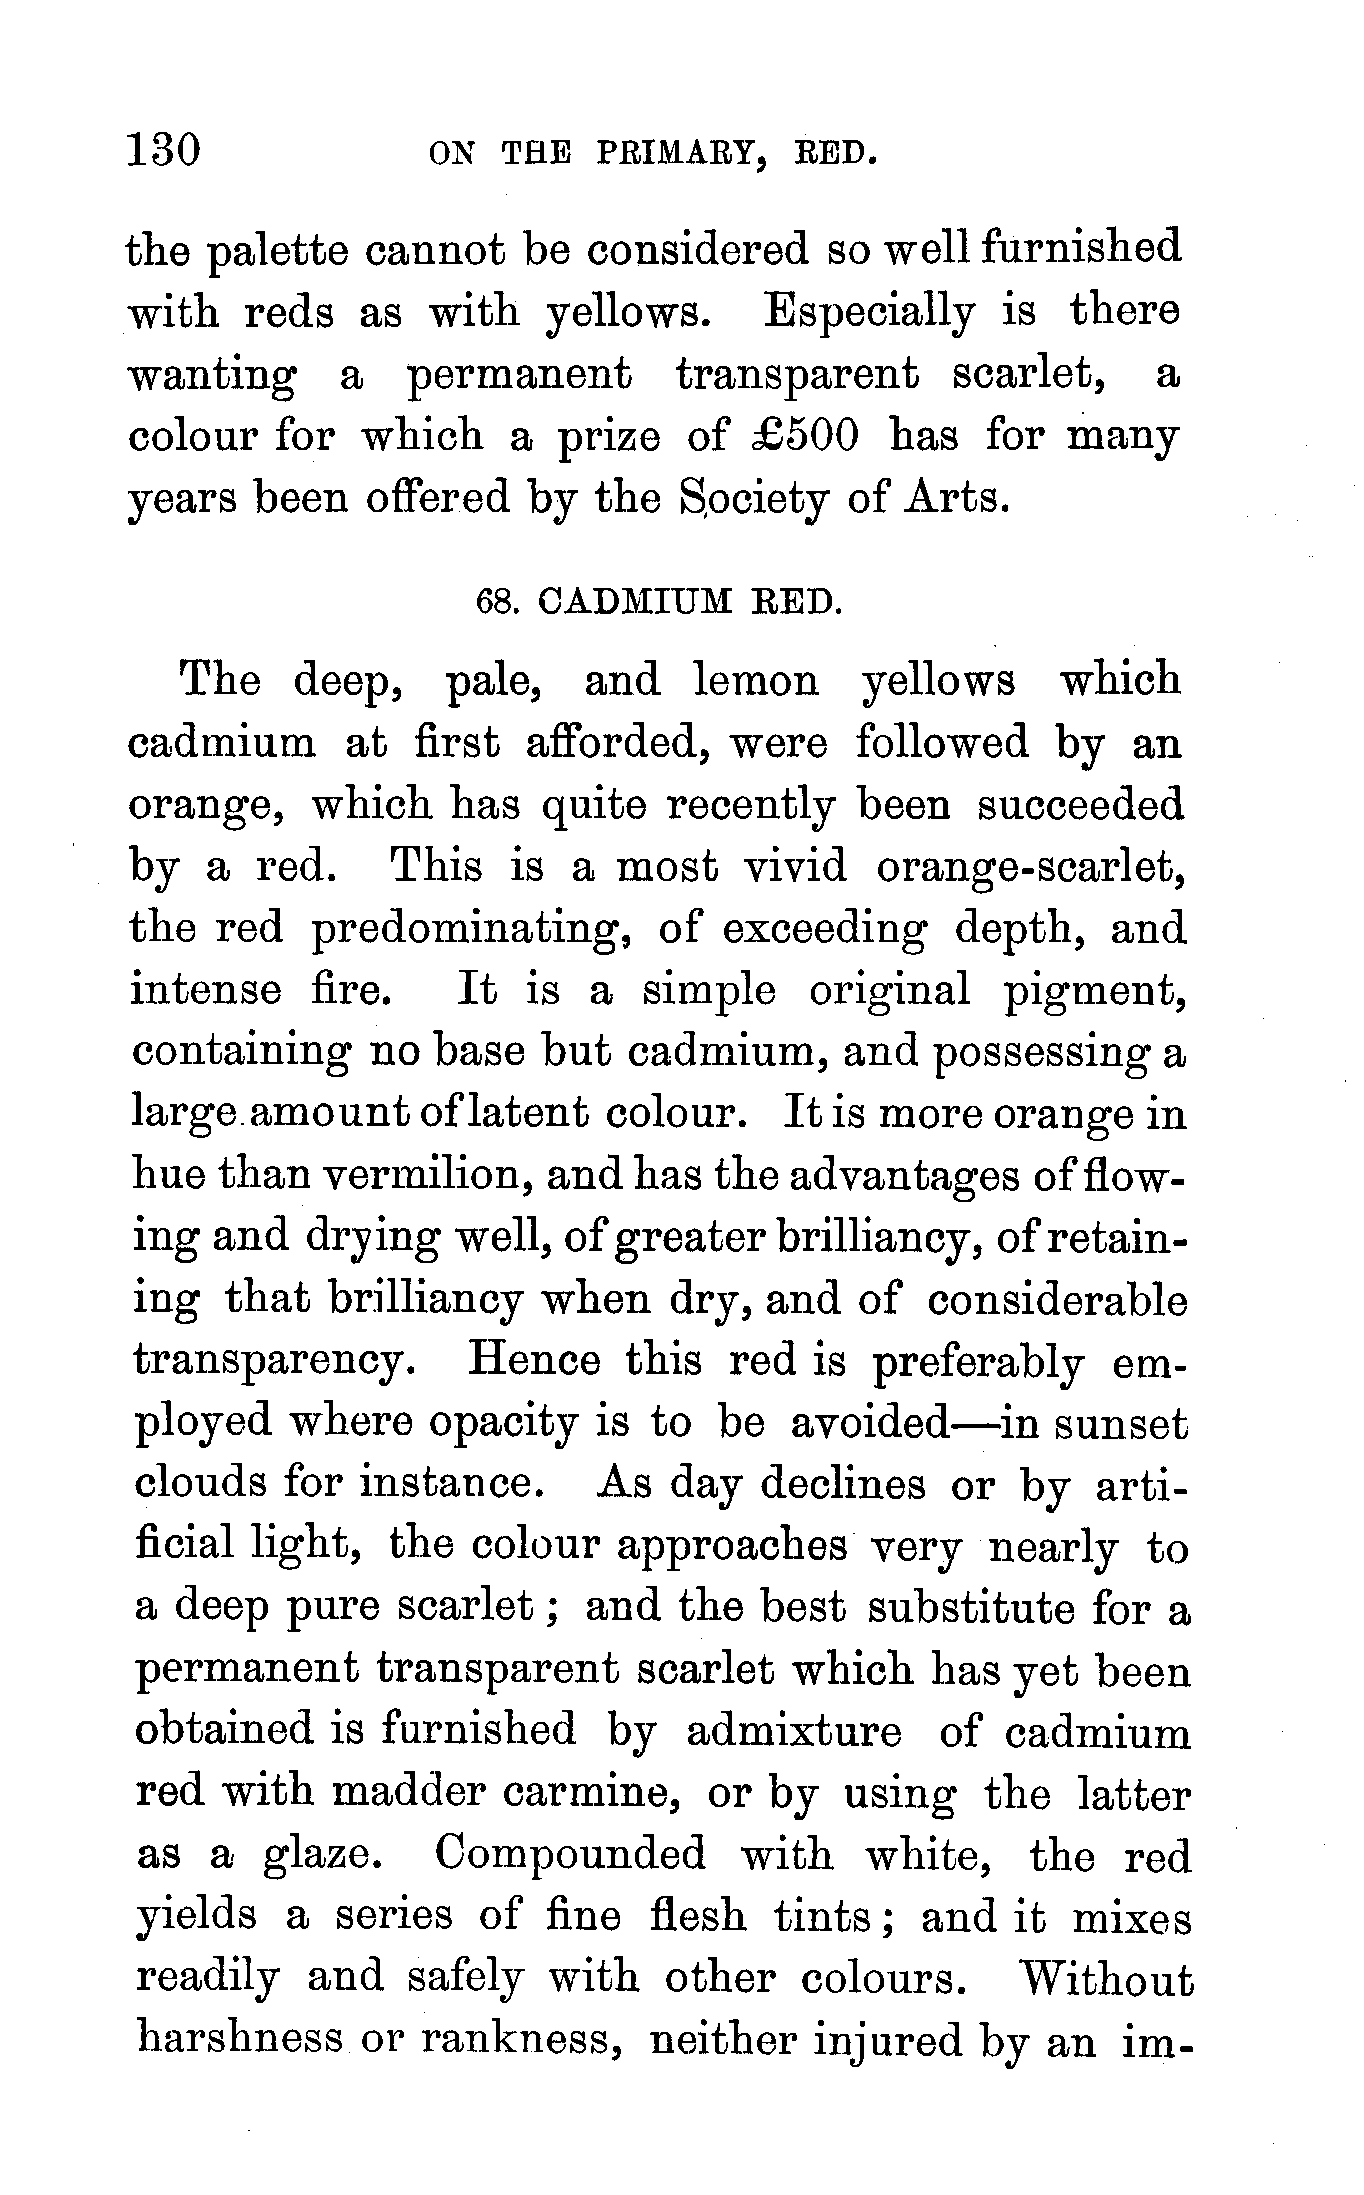 130 ON THE PRIMARY, RED.
the palette cannot be considered so well furnished
with reds as with yellows. Especially is there
wanting a permanent transparent scarlet, a
colour for which a prize of £500 has for many
years been offered by the Society of Arts.
68. CADMIUM RED.
The deep, pale, and lemon yellows which
cadmium at first afforded, were followed by an
orange, which has quite recently been succeeded
by a red. This is a most vivid orange-scarlet,
the red predominating, of exceeding depth, and
intense fire. It is a simple original pigment,
containing no base but cadmium, and possessing a
large amount of latent colour. It is more orange in
hue than vermilion, and has the advantages of flow-
ing and drying well, of greater brilliancy, of retain-
ing that brilliancy when dry, and of considerable
transparency. Hence this red is preferably em-
ployed where opacity is to be avoided—in sunset
clouds for instance. As day declines or by arti-
ficial light, the colour approaches very nearly to
a deep pure scarlet; and the best substitute for a
permanent transparent scarlet which has yet been
obtained is furnished by admixture of cadmium
red with madder carmine, or by using the latter
as a glaze. Compounded with white, the red
yields a series of fine flesh tints; and it mixes
readily and safely with other colours. Without
harshness or rankness, neither injured by an im-